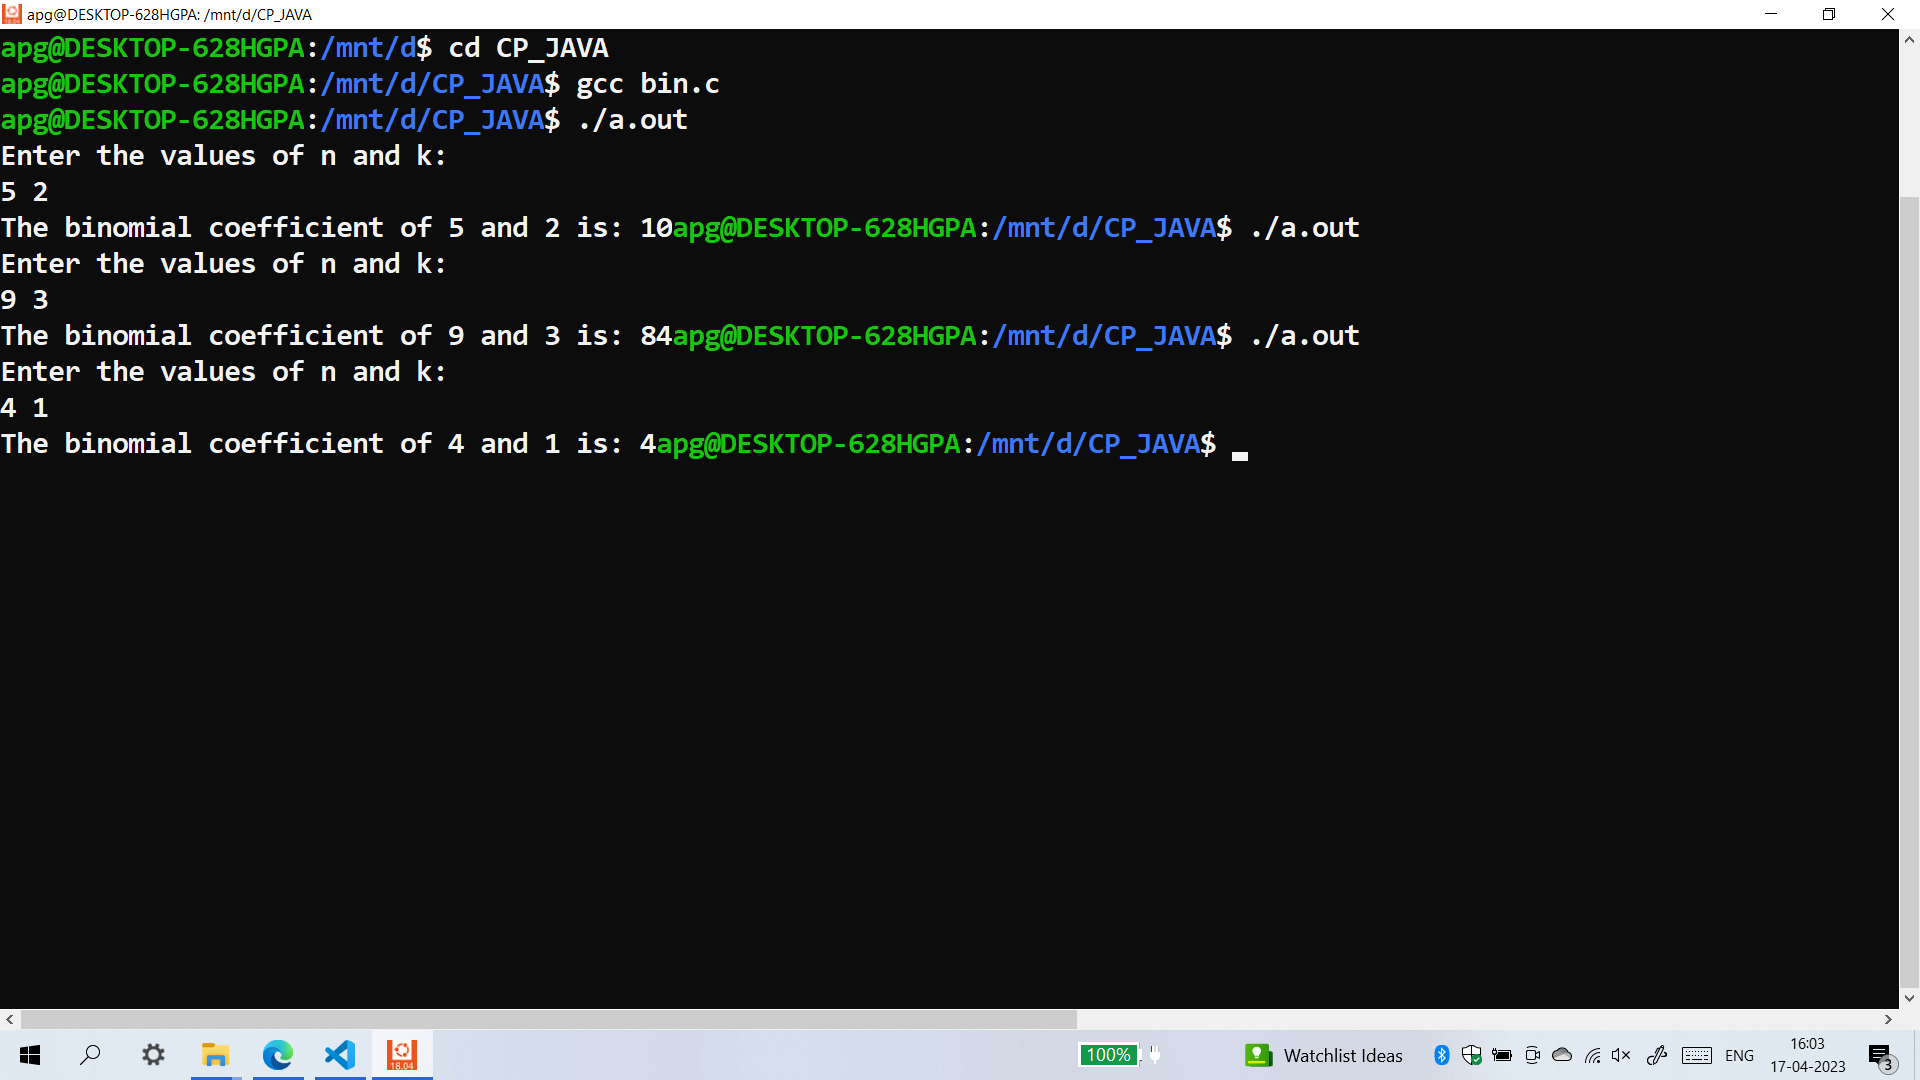 apg@DESKTOP-628HGPA: /mnt/d/CP_JAVA
apg@DESKTOP-628HGPA:/mnt/d$ cd CP_JAVA
apg@DESKTOP-628HGPA:/mnt/d/CP_JAVA$ gcc bin.c
apg@DESKTOP-628HGPA:/mnt/d/CP_JAVA$ ./a.out
Enter the values of n and k:
5 2
The binomial coefficient of 5 and 2 is: 10apg@DESKTOP-628HGPA:/mnt/d/CP_JAVA$ ./a.out
Enter the values of n and k:
9 3
The binomial coefficient of 9 and 3 is: 84apg@DESKTOP-628HGPA:/mnt/d/CP_JAVA$ ./a.out
Enter the values of n and k:
4 1
The binomial coefficient of 4 and 1 is: 4apg@DESKTOP-628HGPA:/mnt/d/CP_JAVA$
18.04
100%
Watchlist Ideas
ENG
16:03
17-04-2023
3